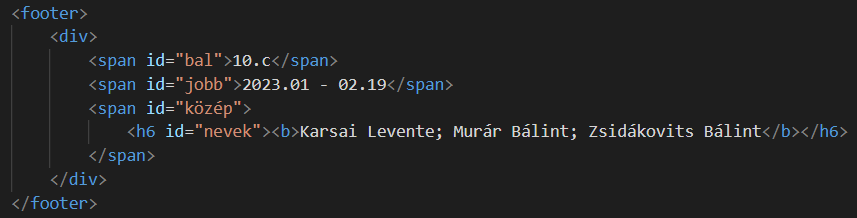 <footer>
<div>
<span id="bal">10.c</span>
<span id="jobb">2023.01 - 02.19</span>
<span id="közép">
<h6 id="nevek"><b>Karsai Levente; Murár Bálint; Zsidákovits Bálint</b></h6>
</span>
</div>
</footer>